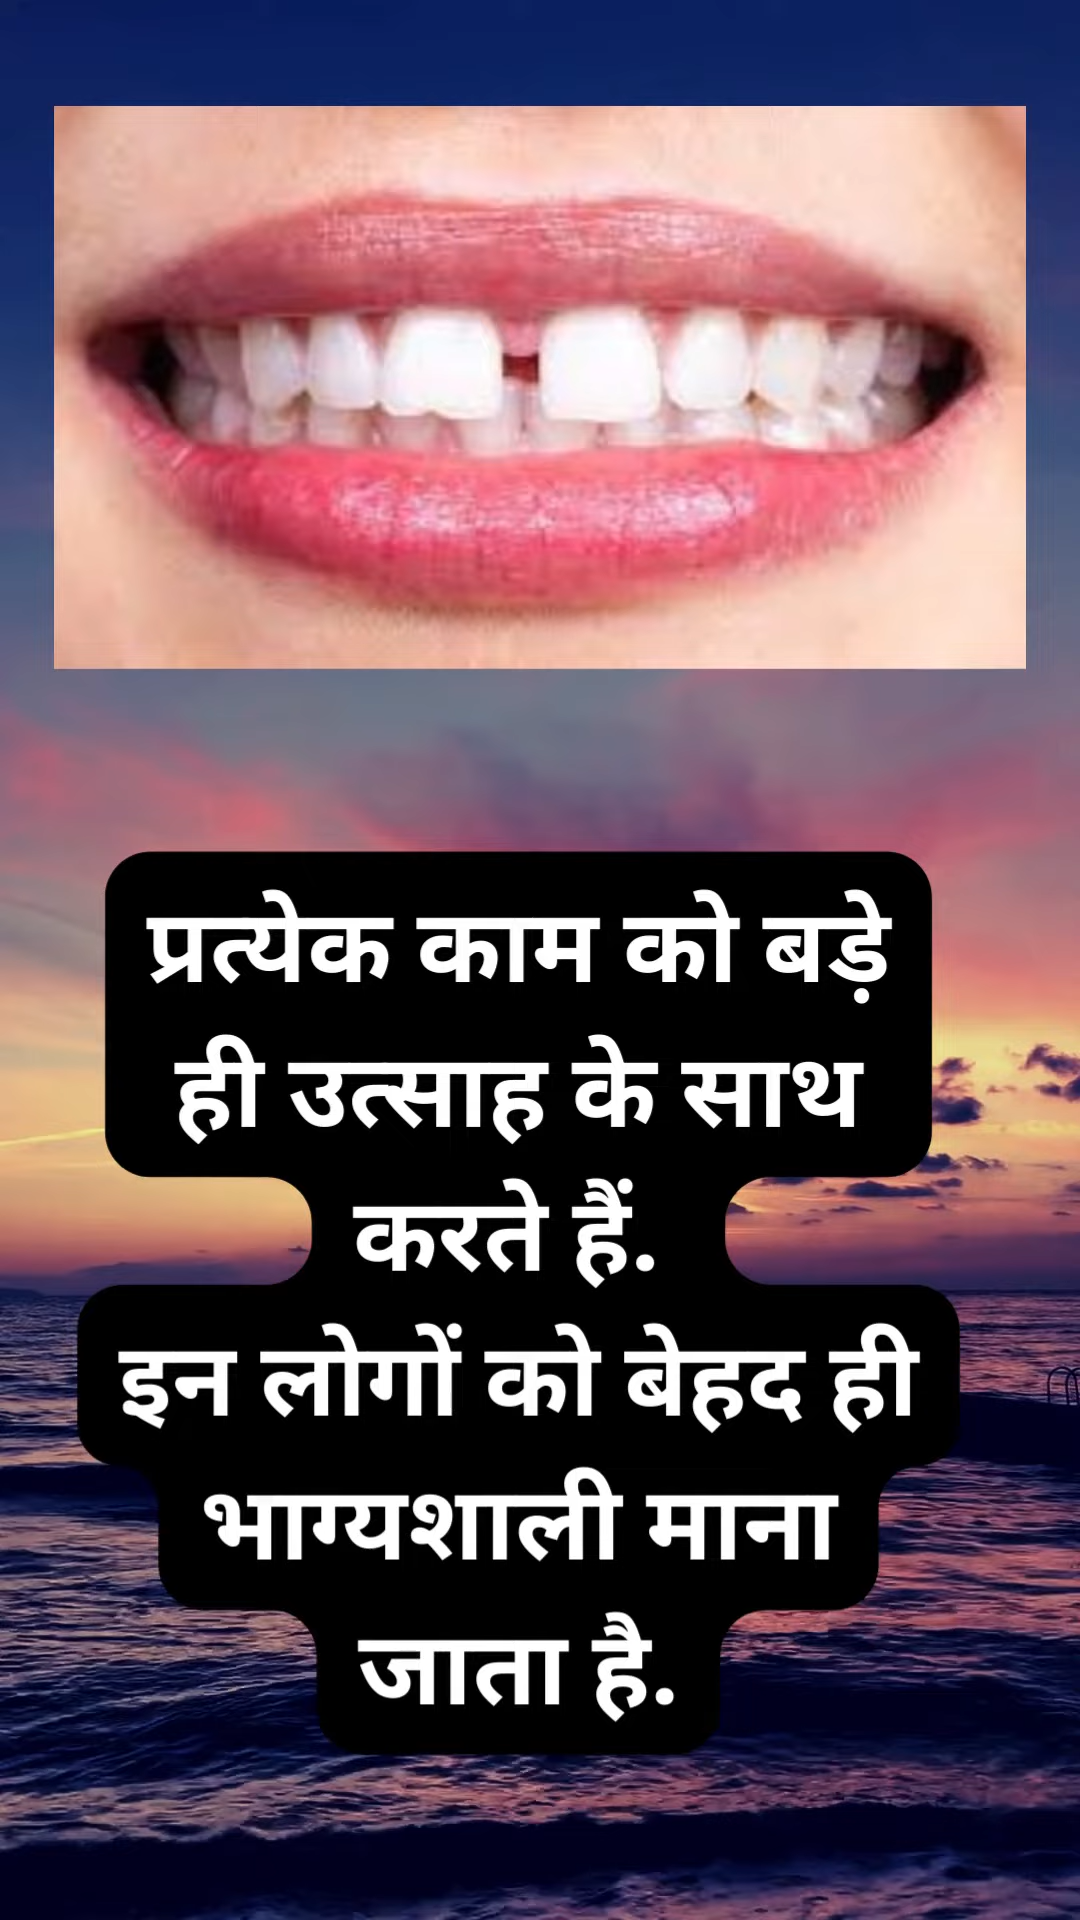 प्रत्येक काम को बड़े
ही उत्साह के साथ
करते हैं.
इन लोगों को बेहद ही
भाग्यशाली माना
जाता है.